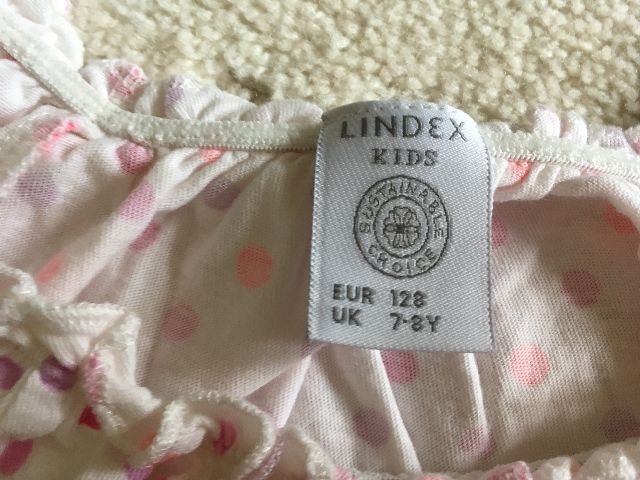 LINDEX
KIDS
SUSTAINABLE
CHOICE
EUR 128
UK 7-8Y